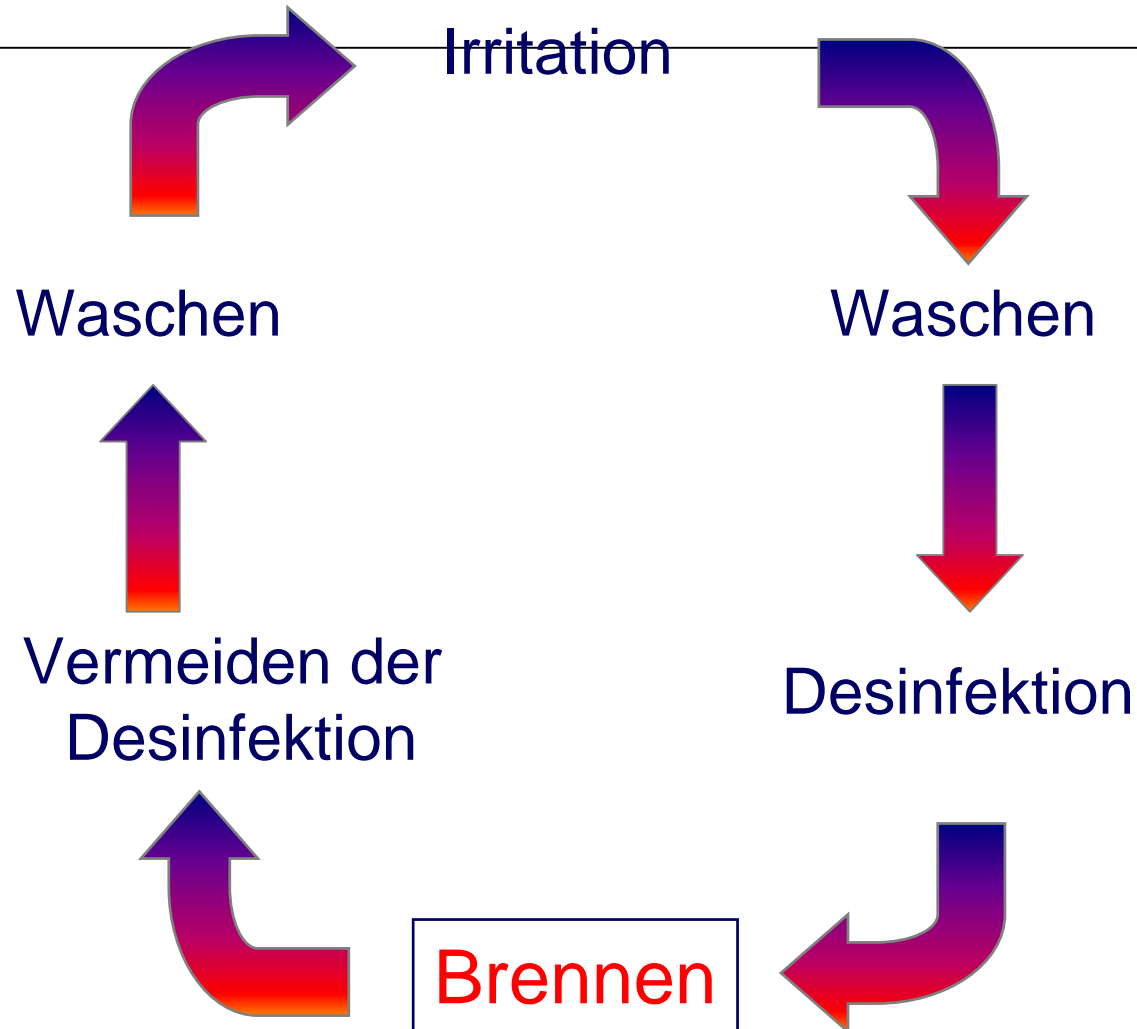 Irritation
Waschen
Waschen
Vermeiden der
Desinfektion
Desinfektion
Brennen